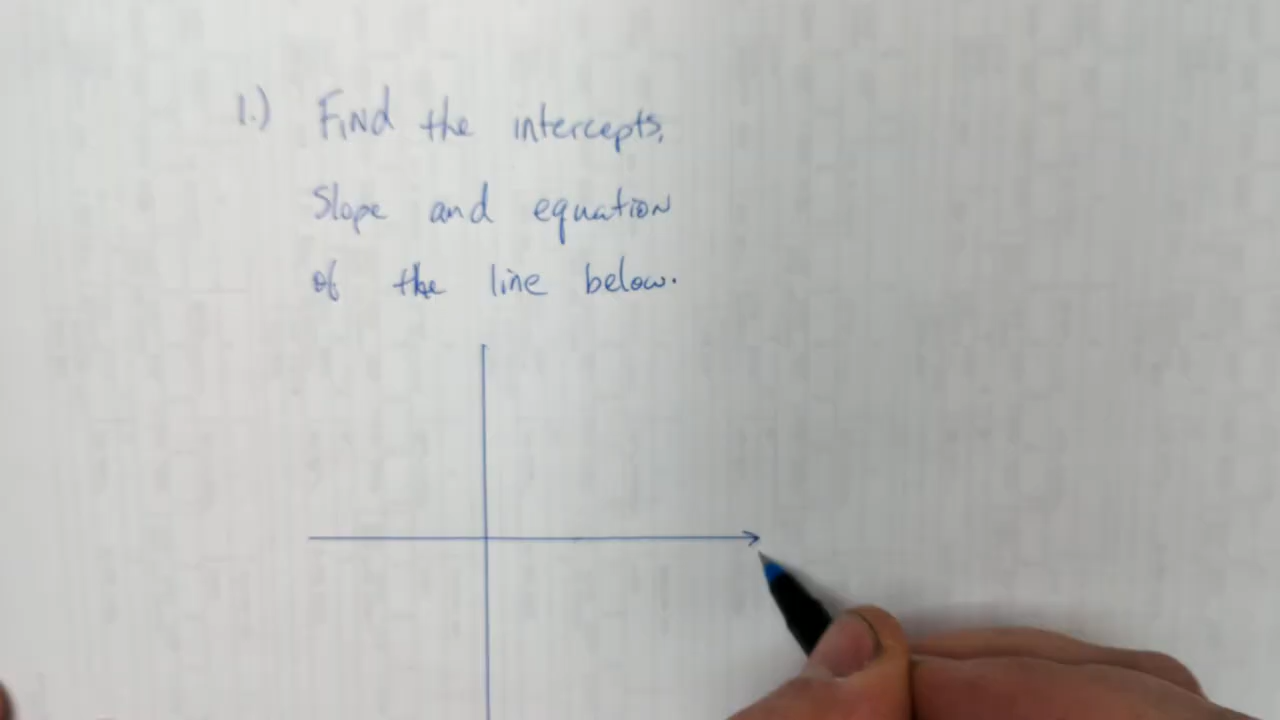 1.) Find the intercepts,
Slope and equation
of the line below.